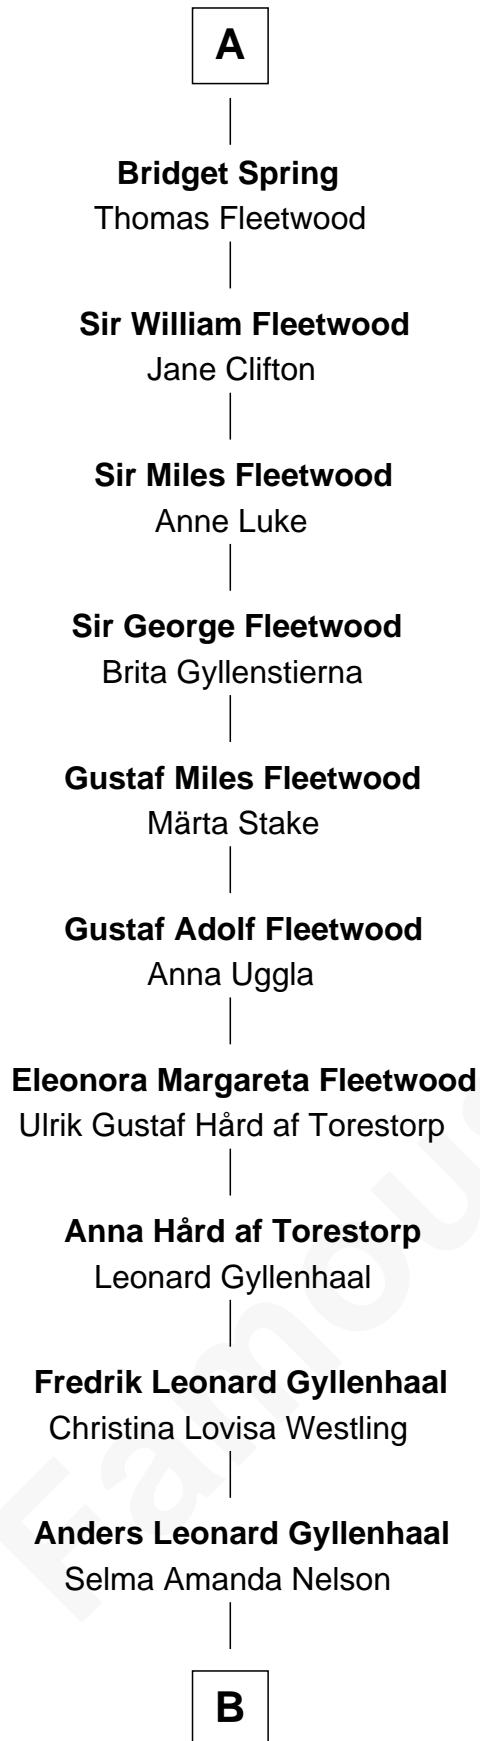 A
Bridget Spring
Thomas Fleetwood
Sir William Fleetwood
Jane Clifton
Sir Miles Fleetwood
Anne Luke
Sir George Fleetwood
Brita Gyllenstierna
Gustaf Miles Fleetwood
Märta Stake
Gustaf Adolf Fleetwood
Anna Uggla
Eleonora Margareta Fleetwood
Ulrik Gustaf Hård af Torestorp
Anna Hård af Torestorp
Leonard Gyllenhaal
Fredrik Leonard Gyllenhaal
Christina Lovisa Westling
Anders Leonard Gyllenhaal
Selma Amanda Nelson
B
Famous